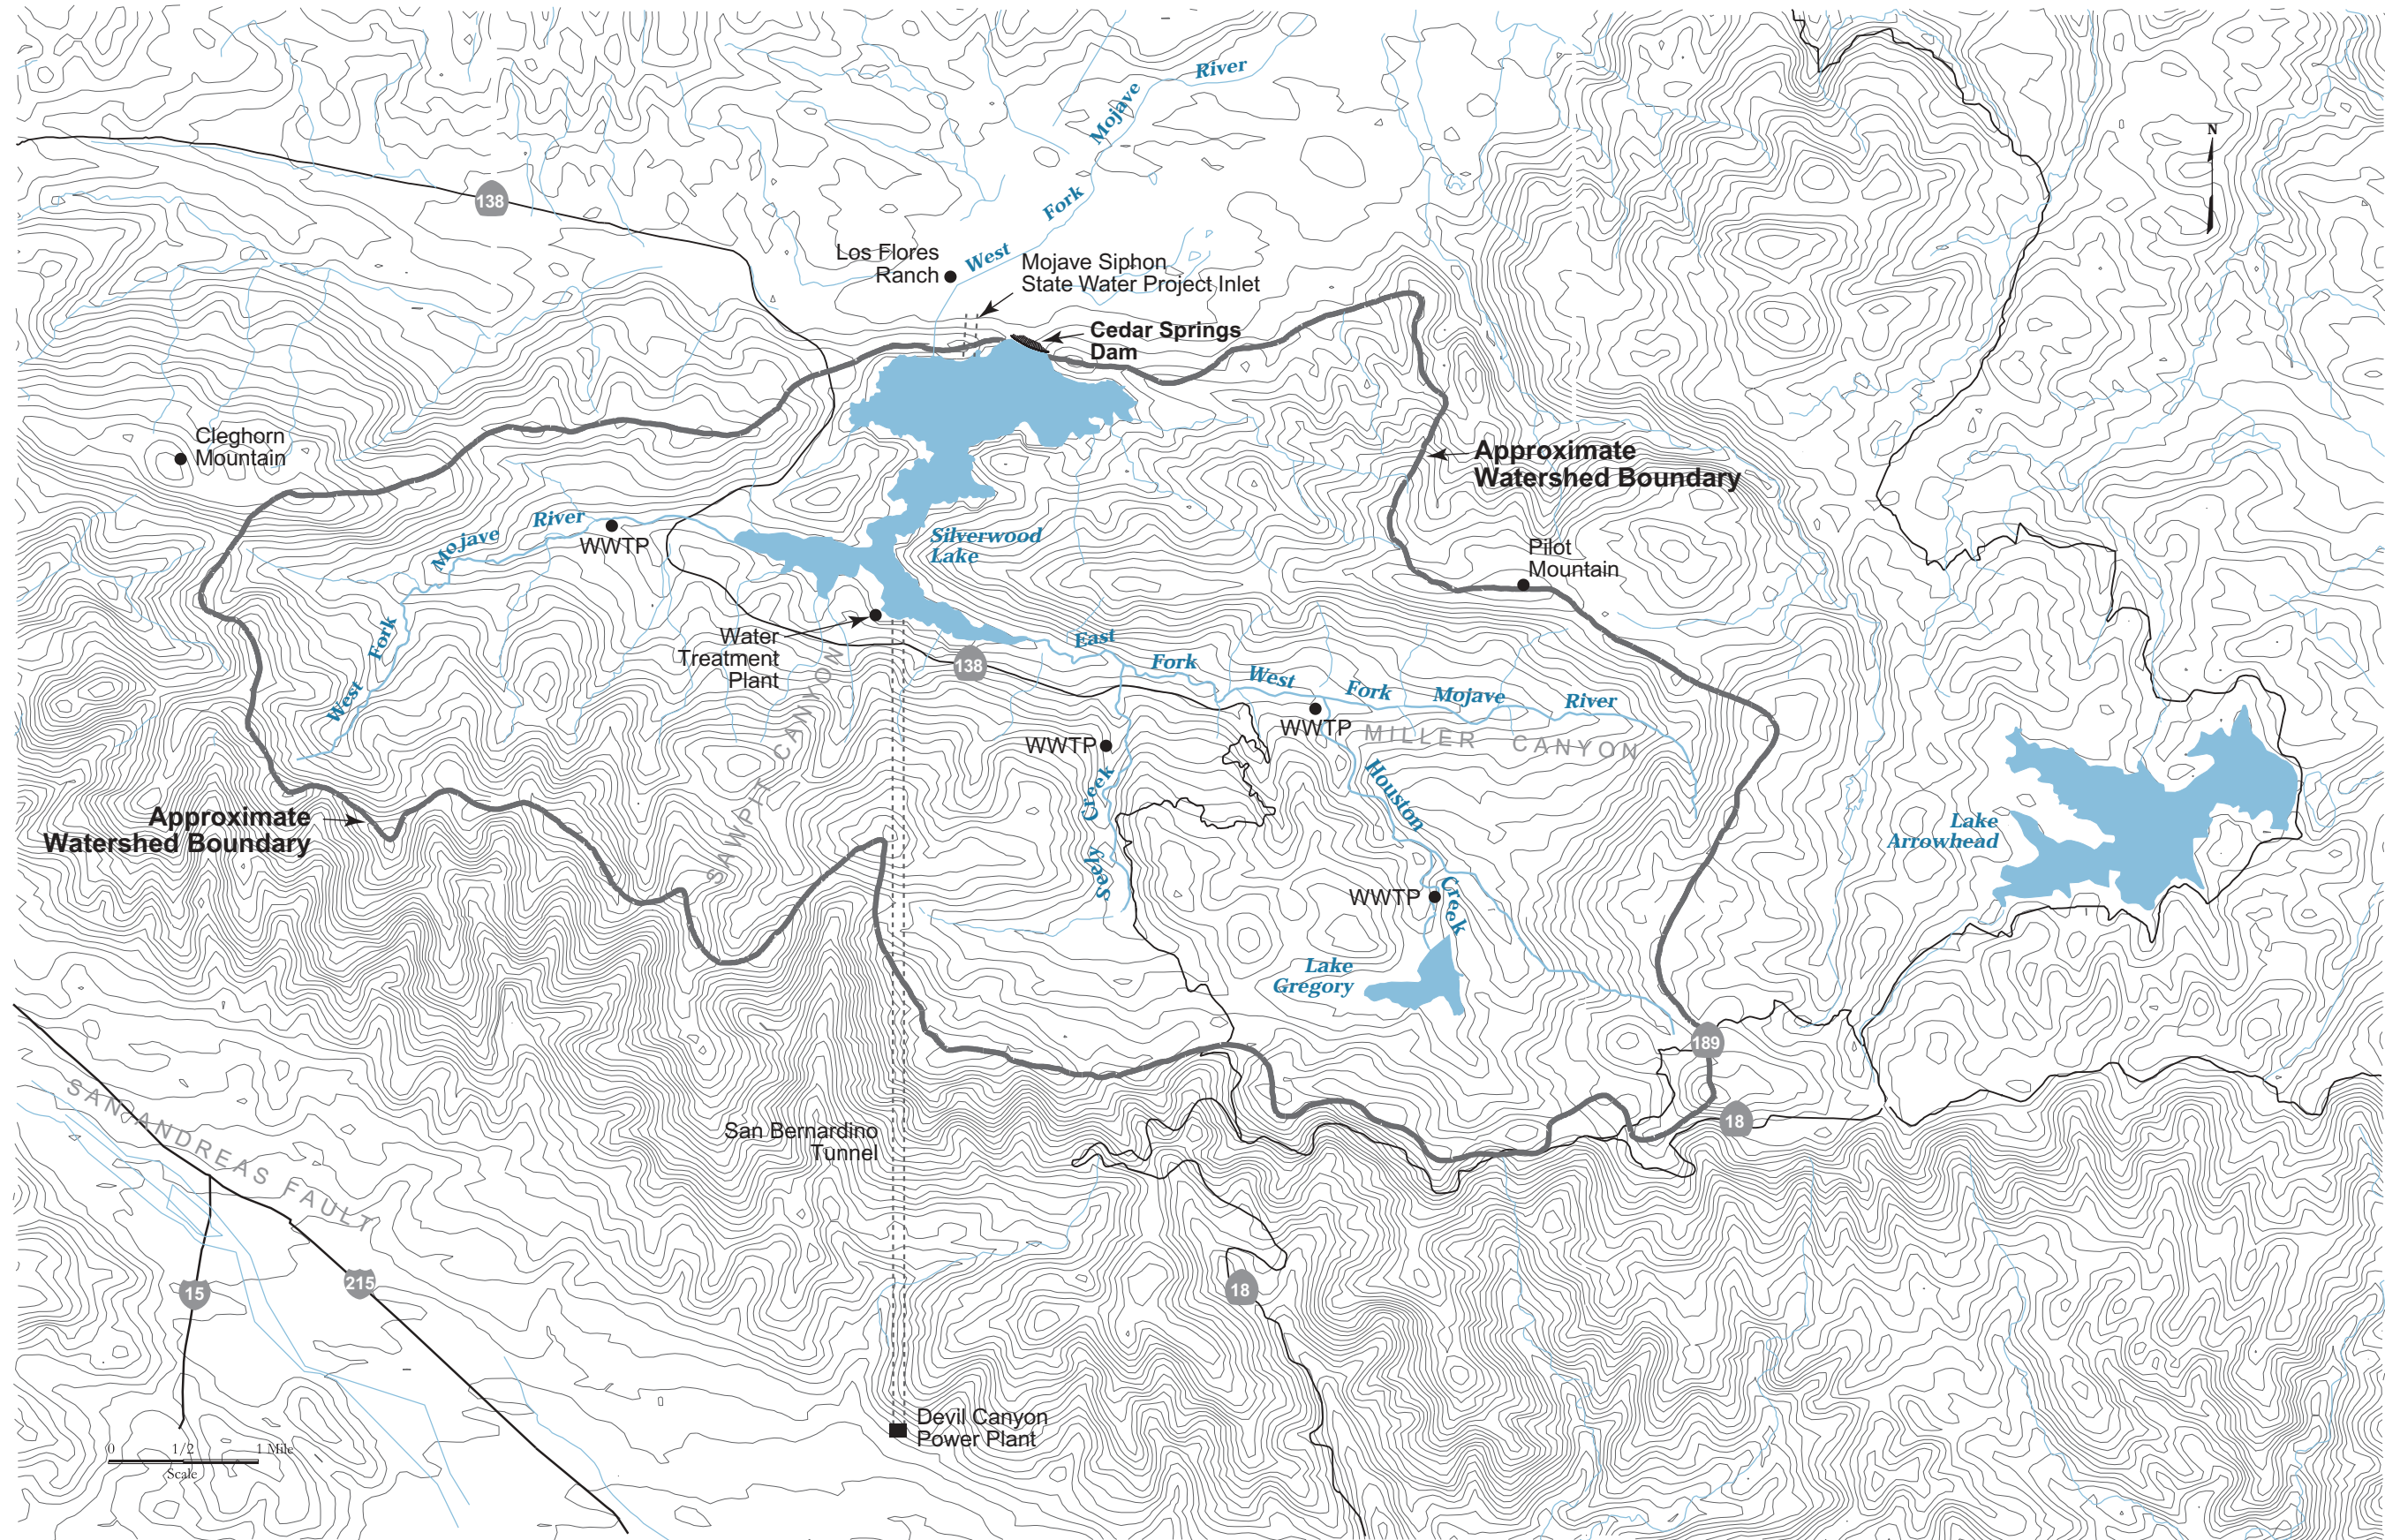 River
Mojave
Fork
West
N
138
Los Flores
Ranch
Mojave Siphon
State Water Project Inlet
Cedar Springs
Dam
Cleghorn
Mountain
Approximate
Watershed Boundary
West Fork Mojave River
WWTP
Silverwood
Lake
Pilot
Mountain
Water
Treatment
Plant
138
East Fork West Fork Mojave River
WWTP
MILLER CANYON
WWTP
Seely Creek
SAWPIT CANYON
Houston Creek
Approximate
Watershed Boundary
Lake
Arrowhead
WWTP
Lake
Gregory
189
18
SAN ANDREAS FAULT
San Bernardino
Tunnel
15
215
18
Devil Canyon
Power Plant
0 1/2 1 Mile
Scale